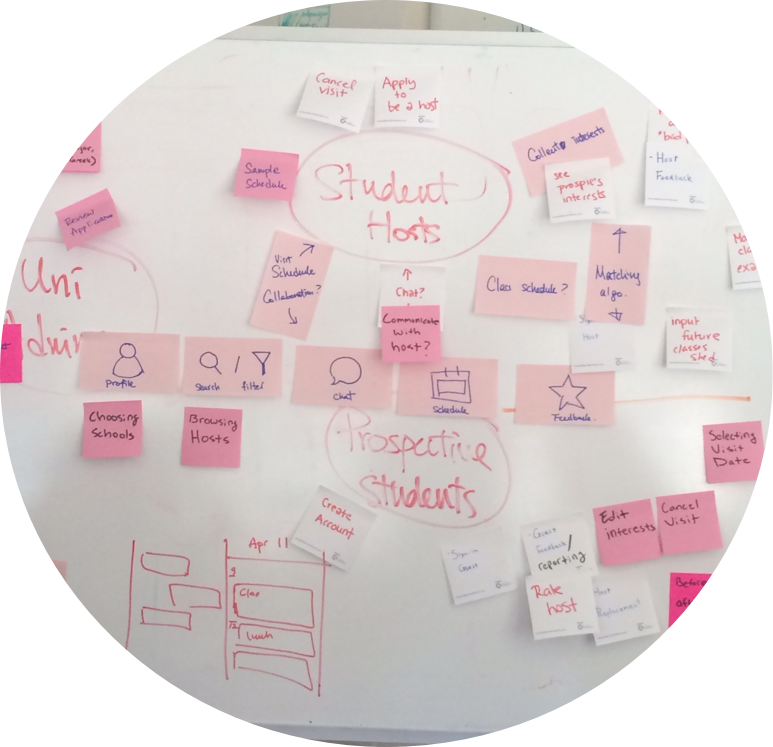 Cancel
visit
Apply
to
be a host
Sample
Schedule
Student
Hosts
Collect interests
see
prospie's
interests
- Host
Feedback
Review
Application
Uni
Visit
Schedule
Collaboration?
Chat?
Communicate
with
host?
Class schedule?
Matching
algo.
Host
input
future
classes
sked
Profile
search / filter
chat
schedule
Feedback
Choosing
Schools
Browsing
Hosts
Prospective
Students
Selecting
Visit
Date
Create
Account
Edit
interests
Cancel
Visit
Sign in
Guest
- Guest
Feedback/
reporting
Rate
host
Replacement
Before
Apr 11
9
Class
12
Lunch